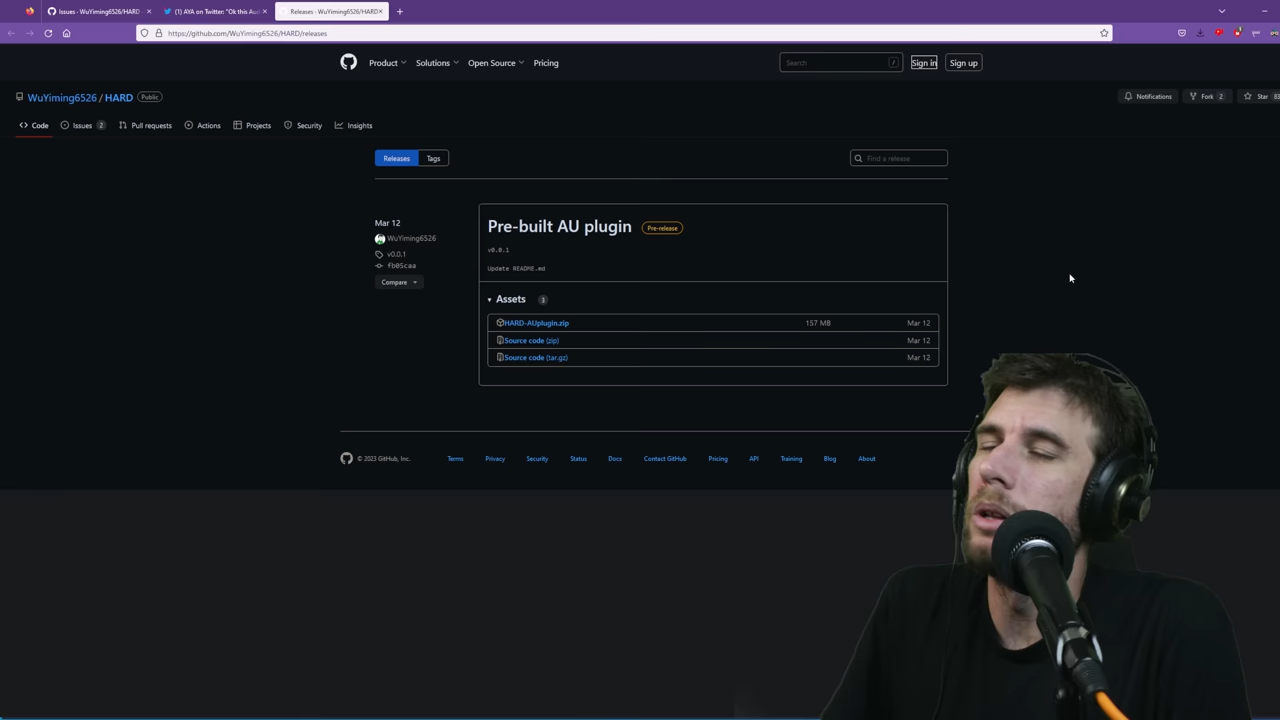 Issues - WuYiming6526/HARD
(1) AYA on Twitter: "Ok this Au
Releases · WuYiming6526/HARD
https://github.com/WuYiming6526/HARD/releases
Product
Solutions
Open Source
Pricing
Search
/
Sign in
Sign up
WuYiming6526 / HARD
Public
Notifications
Fork 2
Star 83
Code
Issues 2
Pull requests
Actions
Projects
Security
Insights
Releases
Tags
Find a release
Mar 12
WuYiming6526
v0.0.1
fb05caa
Compare
Pre-built AU plugin
Pre-release
v0.0.1
Update README.md
Assets 3
HARD-AUplugin.zip
157 MB
Mar 12
Source code (zip)
Mar 12
Source code (tar.gz)
Mar 12
© 2023 GitHub, Inc.
Terms
Privacy
Security
Status
Docs
Contact GitHub
Pricing
API
Training
Blog
About